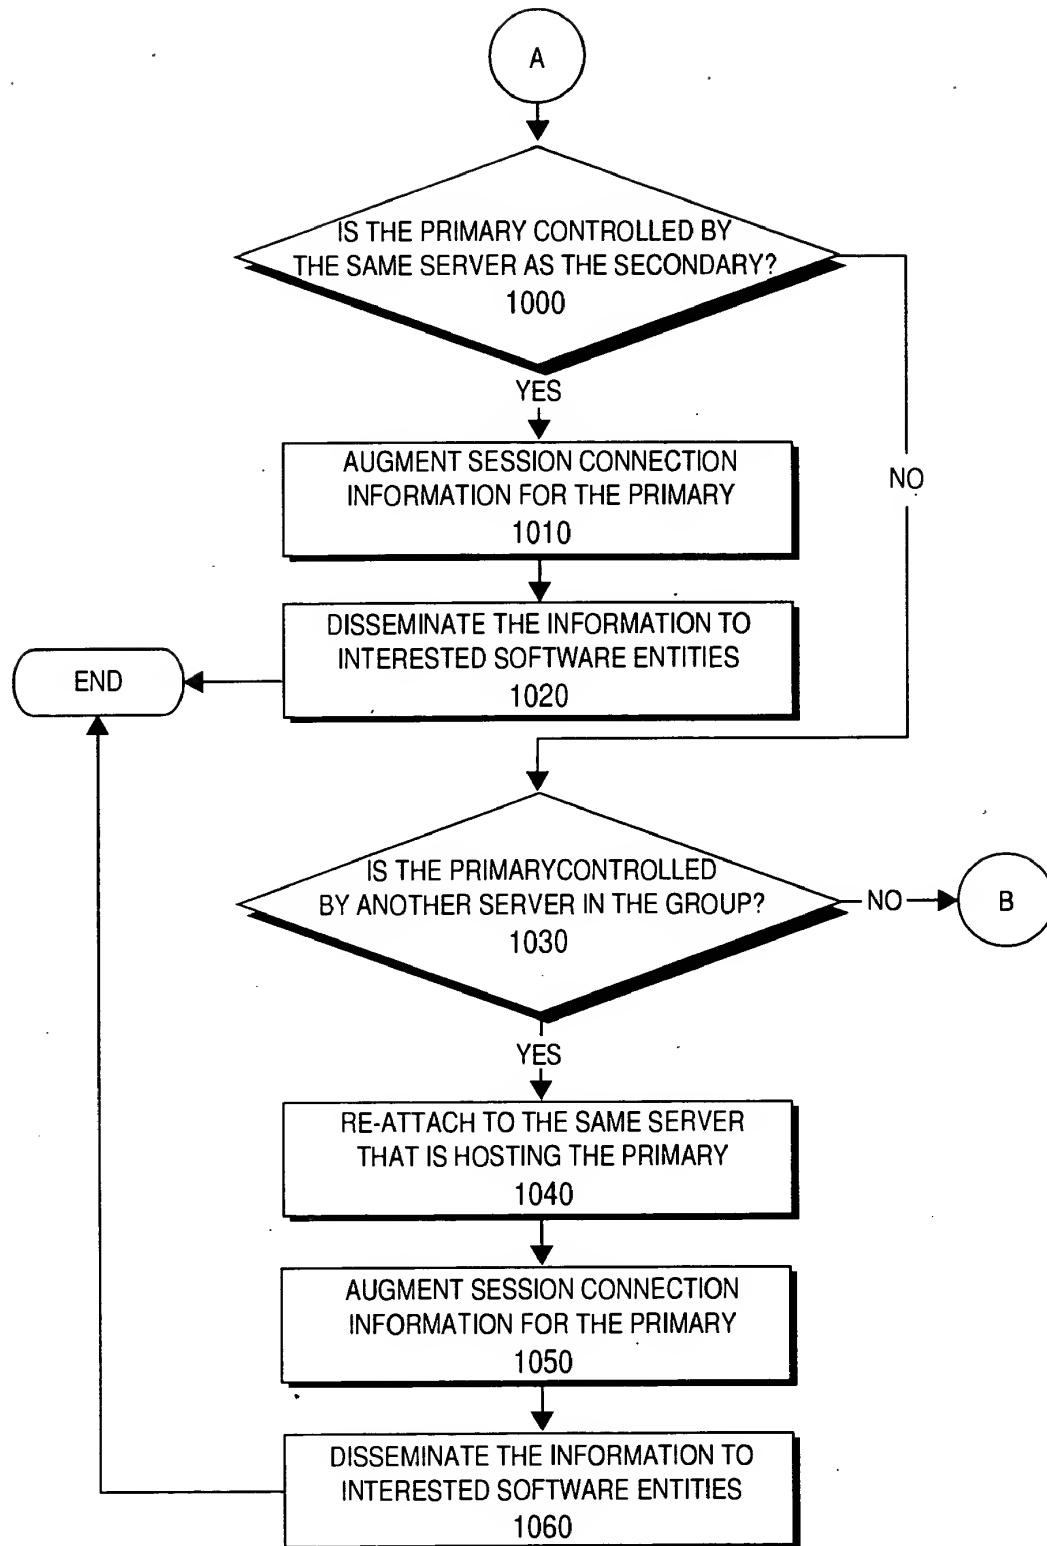 A
IS THE PRIMARY CONTROLLED BY
THE SAME SERVER AS THE SECONDARY?
1000
YES
NO
AUGMENT SESSION CONNECTION
INFORMATION FOR THE PRIMARY
1010
DISSEMINATE THE INFORMATION TO
INTERESTED SOFTWARE ENTITIES
1020
END
IS THE PRIMARYCONTROLLED
BY ANOTHER SERVER IN THE GROUP?
1030
NO
B
YES
RE-ATTACH TO THE SAME SERVER
THAT IS HOSTING THE PRIMARY
1040
AUGMENT SESSION CONNECTION
INFORMATION FOR THE PRIMARY
1050
DISSEMINATE THE INFORMATION TO
INTERESTED SOFTWARE ENTITIES
1060